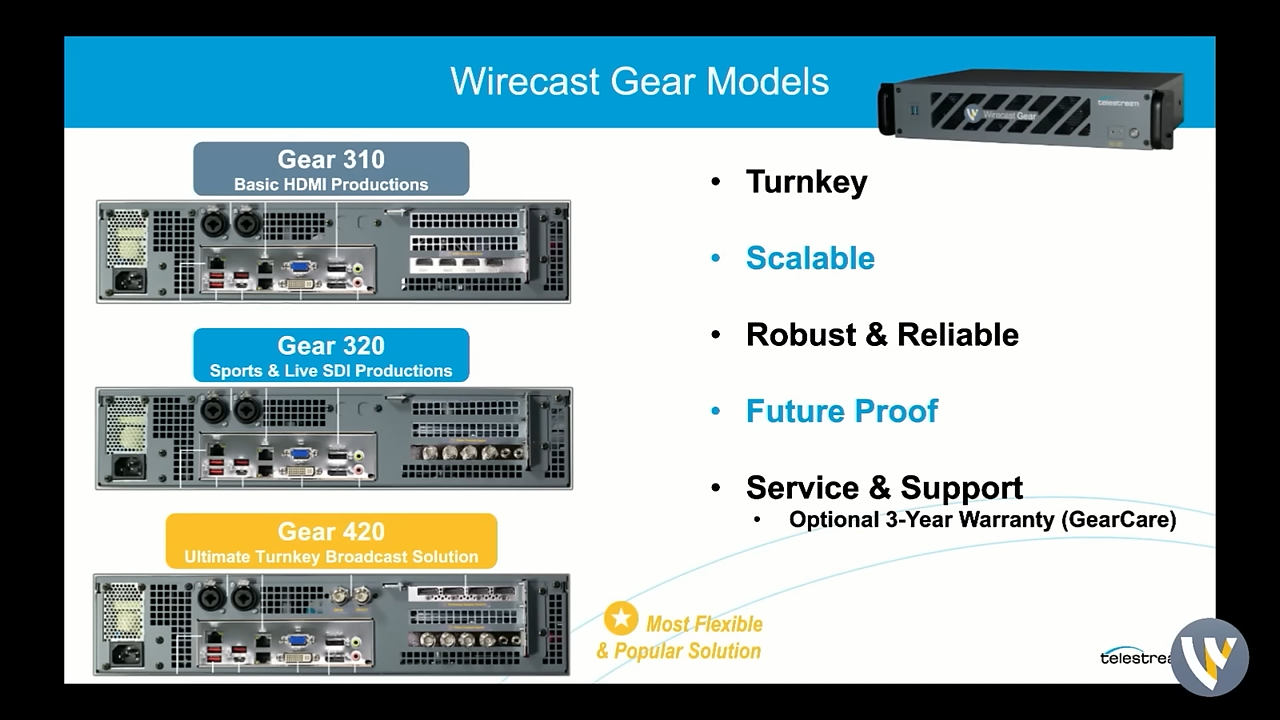 Wirecast Gear Models
Wirecast Gear
telestream
Gear 310
Basic HDMI Productions
Gear 320
Sports & Live SDI Productions
Gear 420
Ultimate Turnkey Broadcast Solution
• Turnkey
• Scalable
• Robust & Reliable
• Future Proof
• Service & Support
• Optional 3-Year Warranty (GearCare)
Most Flexible
& Popular Solution
telestrea